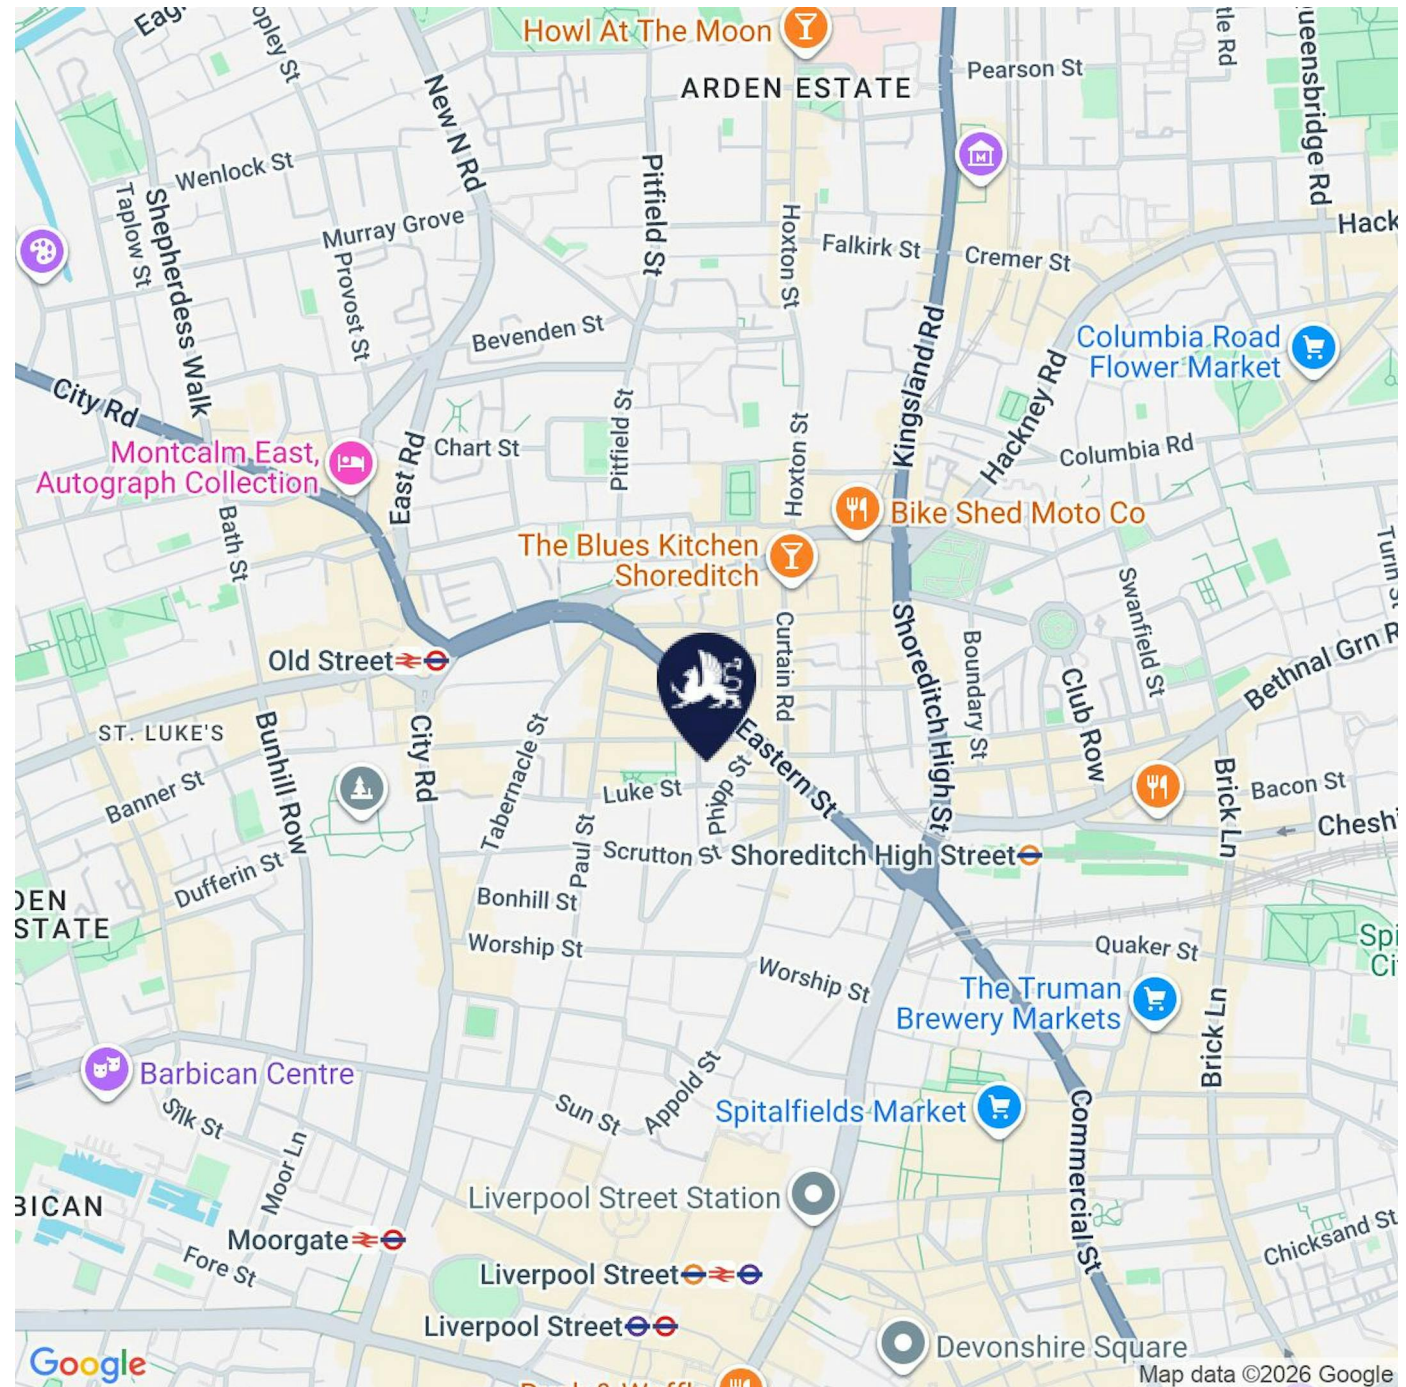 Howl At The Moon
ARDEN ESTATE
Pearson St
New N Rd
Wenlock St
Pitfield St
Taplow St
Shepherdess Walk
Murray Grove
Hoxton St
Falkirk St
Cremer St
Provost St
Bevenden St
Kingsland Rd
Columbia Road
Flower Market
City Rd
Hackney Rd
Pitfield St
Hoxton St
Chart St
East Rd
Columbia Rd
Montcalm East,
Autograph Collection
Bath St
Bike Shed Moto Co
The Blues Kitchen
Shoreditch
Swanfield St
Curtain Rd
Shoreditch High St
Boundary St
Old Street
Club Row
ST. LUKE'S
Bunhill Row
City Rd
Tabernacle St
Eastern St
Brick Ln
Bacon St
Banner St
Luke St
Phipp St
Paul St
Scrutton St
Shoreditch High Street
Dufferin St
Bonhill St
Worship St
Worship St
Quaker St
The Truman
Brewery Markets
Brick Ln
Barbican Centre
Silk St
Sun St
Appold St
Spitalfields Market
Commercial St
Moor Ln
Liverpool Street Station
Moorgate
Fore St
Liverpool Street
Liverpool Street
Chicksand St
Devonshire Square
Google
Map data ©2026 Google